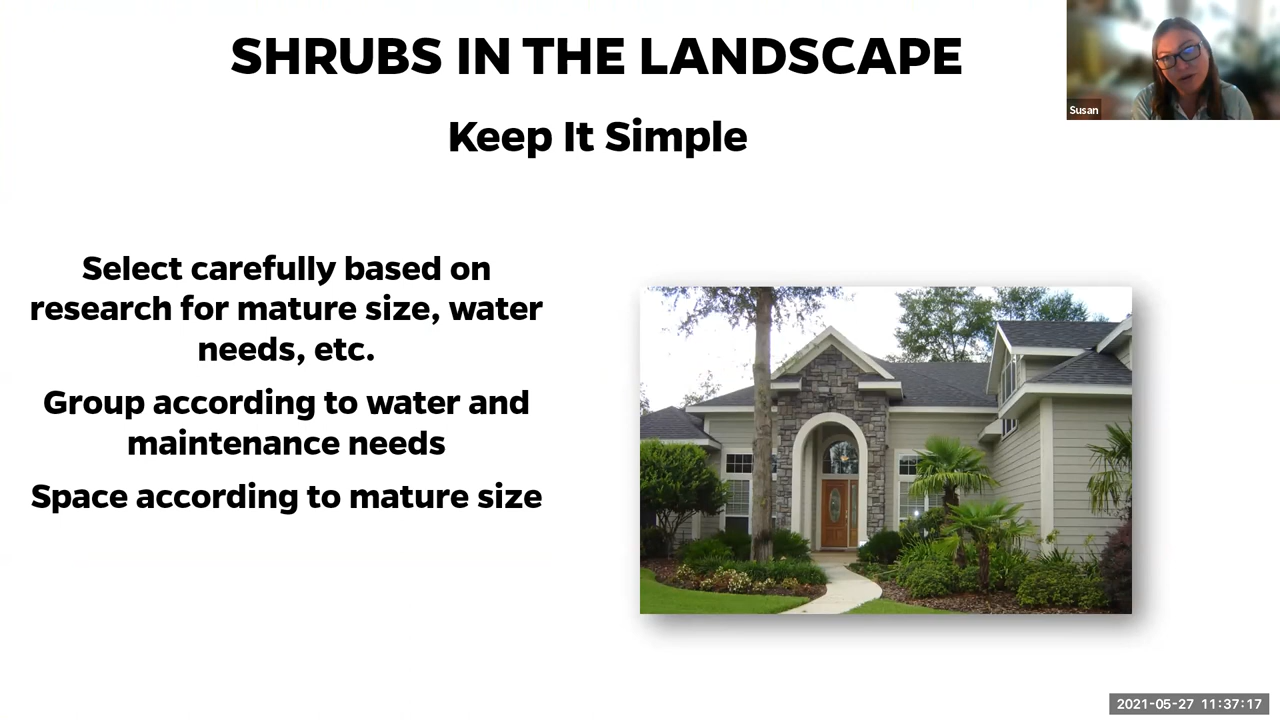 SHRUBS IN THE LANDSCAPE
Keep It Simple
Susan
Select carefully based on
research for mature size, water
needs, etc.
Group according to water and
maintenance needs
Space according to mature size
2021-05-27 11:37:17